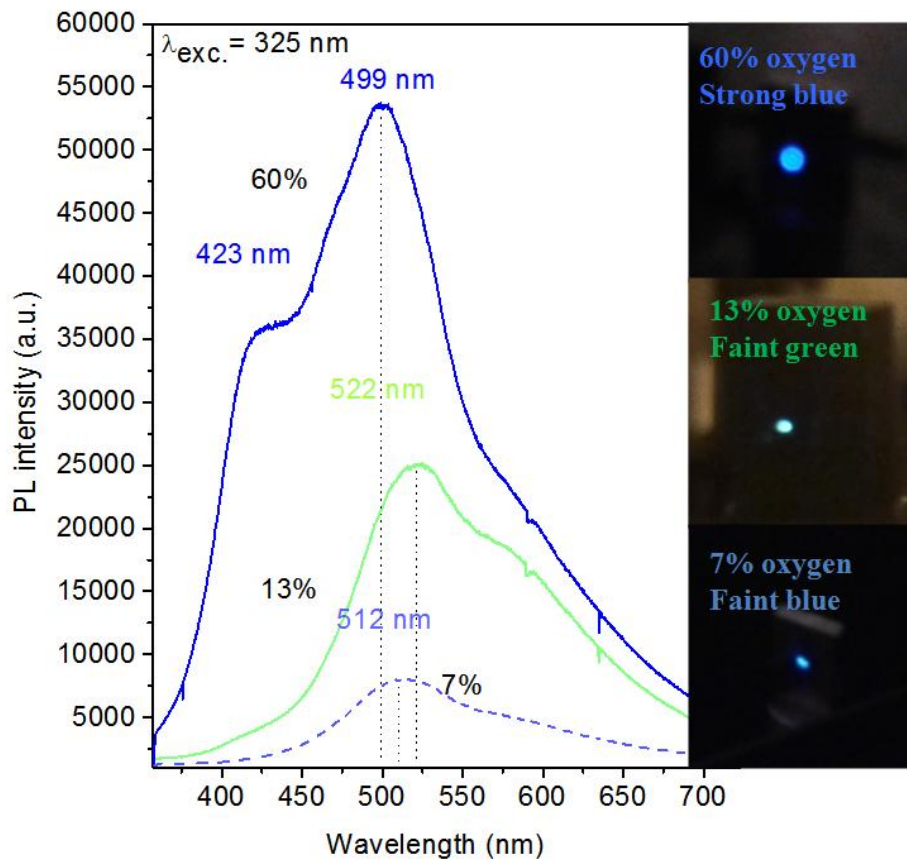 60000
55000
50000
45000
40000
35000
30000
25000
20000
15000
10000
5000
PL intensity (a.u.)
λexc. = 325 nm
499 nm
60%
423 nm
522 nm
13%
512 nm
7%
400 450 500 550 600 650 700
Wavelength (nm)
60% oxygen
Strong blue
13% oxygen
Faint green
7% oxygen
Faint blue